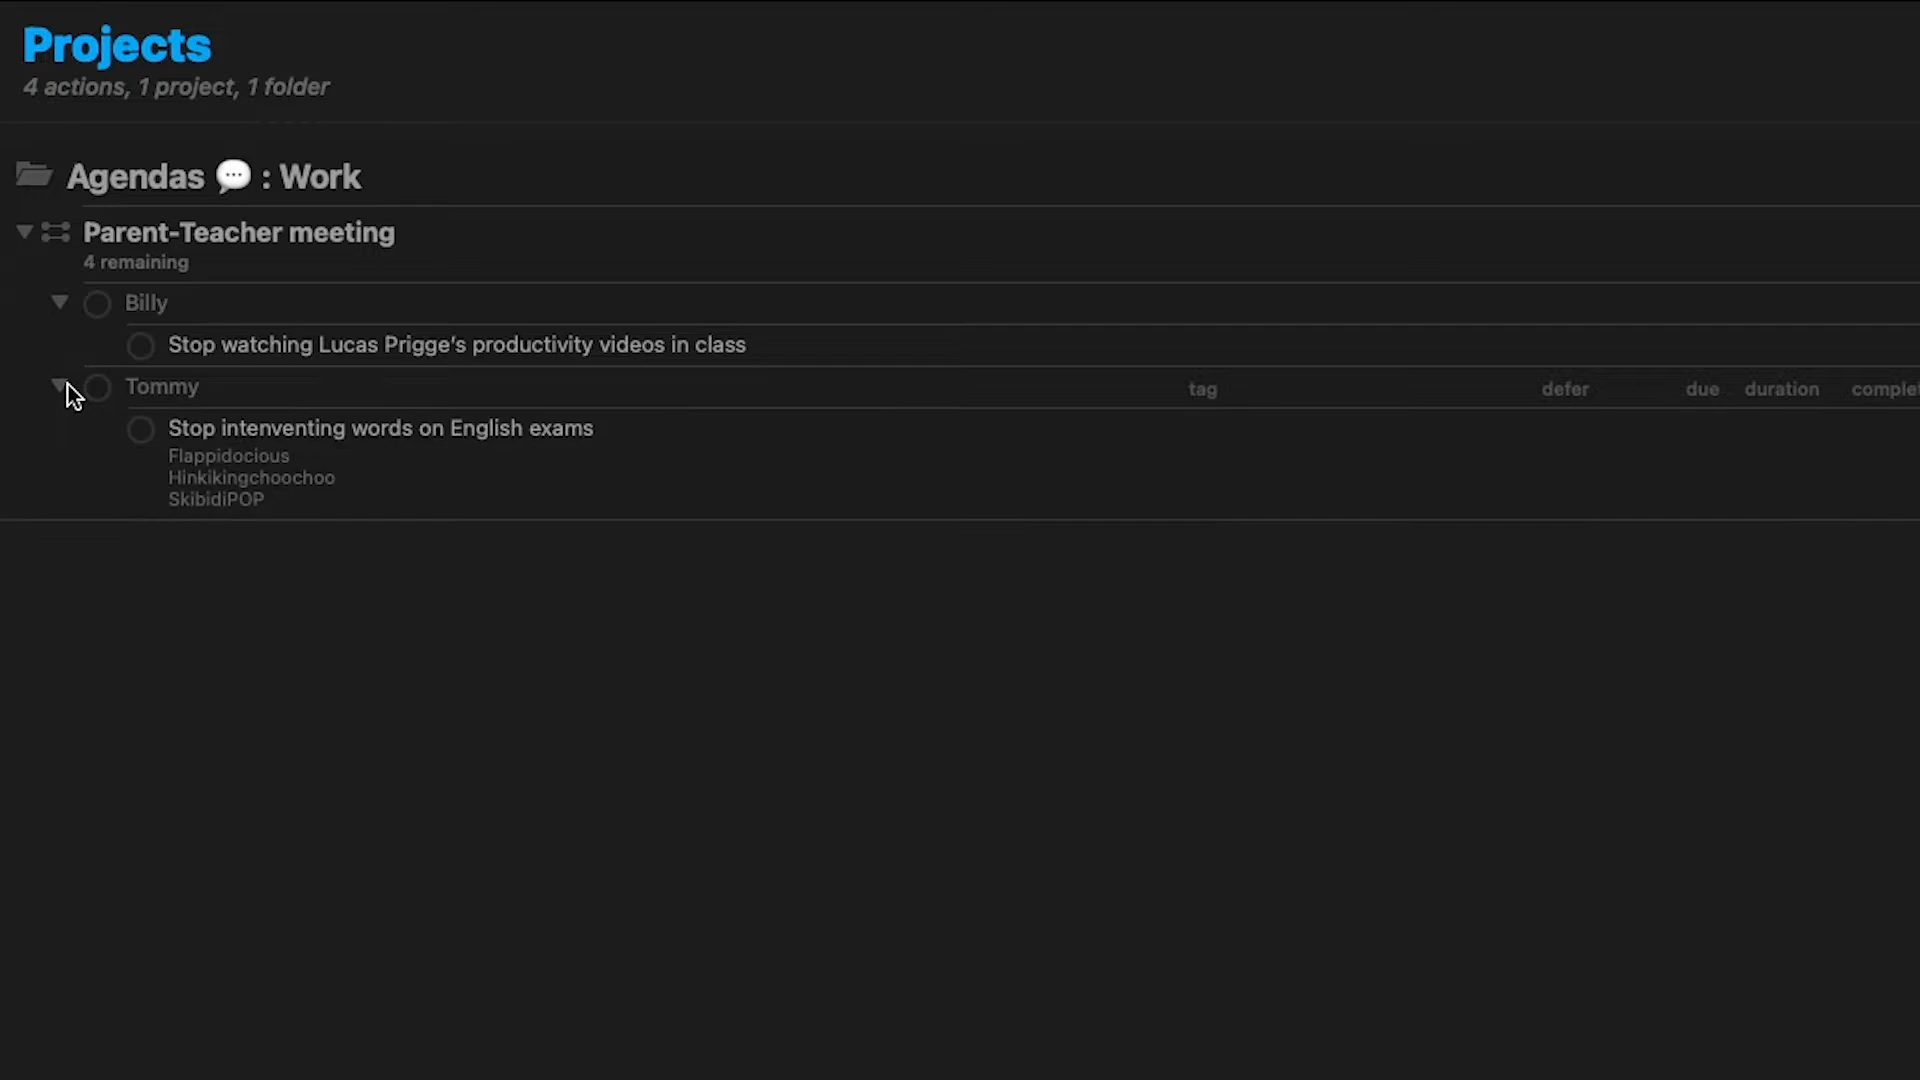 Projects
4 actions, 1 project, 1 folder
Agendas 💬 : Work
Parent-Teacher meeting
4 remaining
Billy
Stop watching Lucas Prigge's productivity videos in class
Tommy tag defer due duration
Stop intenventing words on English exams
Flappidocious
Hinkikingchoochoo
SkibidiPOP